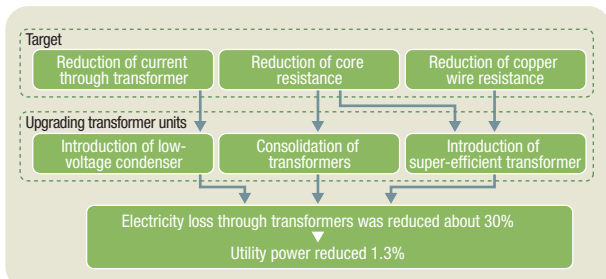 Target
Reduction of current
through transformer
Reduction of core
resistance
Reduction of copper
wire resistance
Upgrading transformer units
Introduction of low-
voltage condenser
Consolidation of
transformers
Introduction of
super-efficient transformer
Electricity loss through transformers was reduced about 30%
▼
Utility power reduced 1.3%